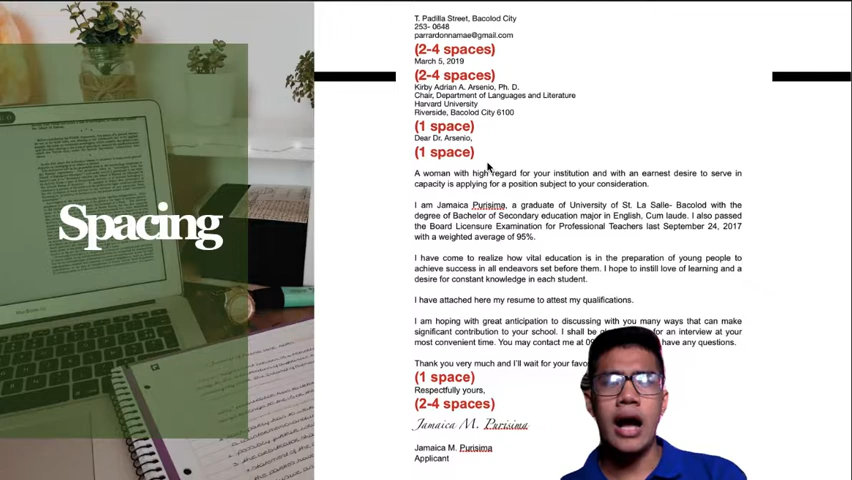 Spacing
T. Padilla Street, Bacolod City
253- 0648
parrardonnamae@gmail.com
(2-4 spaces)
March 5, 2019
(2-4 spaces)
Kirby Adrian A. Arsenio, Ph. D.
Chair, Department of Languages and Literature
Harvard University
Riverside, Bacolod City 6100
(1 space)
Dear Dr. Arsenio,
(1 space)
A woman with high regard for your institution and with an earnest desire to serve in
capacity is applying for a position subject to your consideration.
I am Jamaica Purisima, a graduate of University of St. La Salle- Bacolod with the
degree of Bachelor of Secondary education major in English, Cum laude. I also passed
the Board Licensure Examination for Professional Teachers last September 24, 2017
with a weighted average of 95%.
I have come to realize how vital education is in the preparation of young people to
achieve success in all endeavors set before them. I hope to instill love of learning and a
desire for constant knowledge in each student.
I have attached here my resume to attest my qualifications.
I am hoping with great anticipation to discussing with you many ways that can make
significant contribution to your school. I shall be for an interview at your
most convenient time. You may contact me at have any questions.
Thank you very much and I'll wait for your
(1 space)
Respectfully yours,
(2-4 spaces)
Jamaica M. Purisima
Jamaica M. Purisima
Applicant